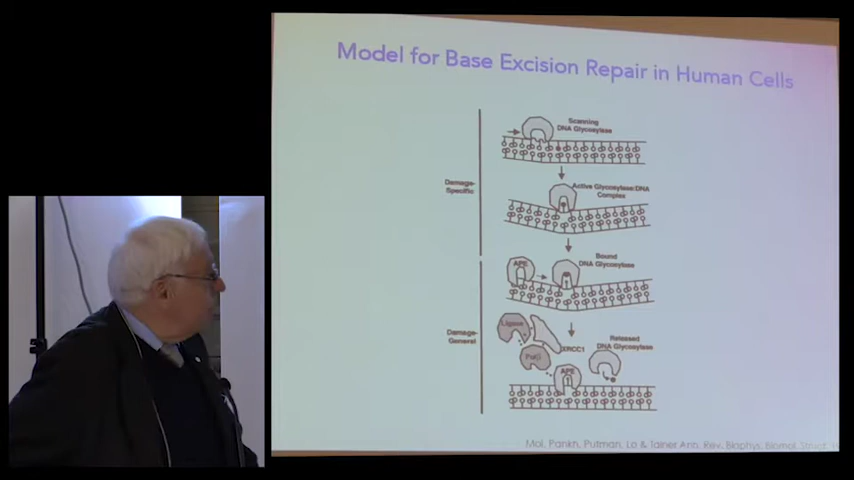 Model for Base Excision Repair in Human Cells
Scanning
DNA Glycosylase
Damage-
Specific
Active Glycosylase/DNA
Complex
Bound
DNA Glycosylase
APE
Damage-
General
Ligase
ERCC1
Released
DNA Glycosylase
APE
Mol, Parikh, Putman, Lo & Tainer Ann. Rev. Biophys. Biomol. Struct.